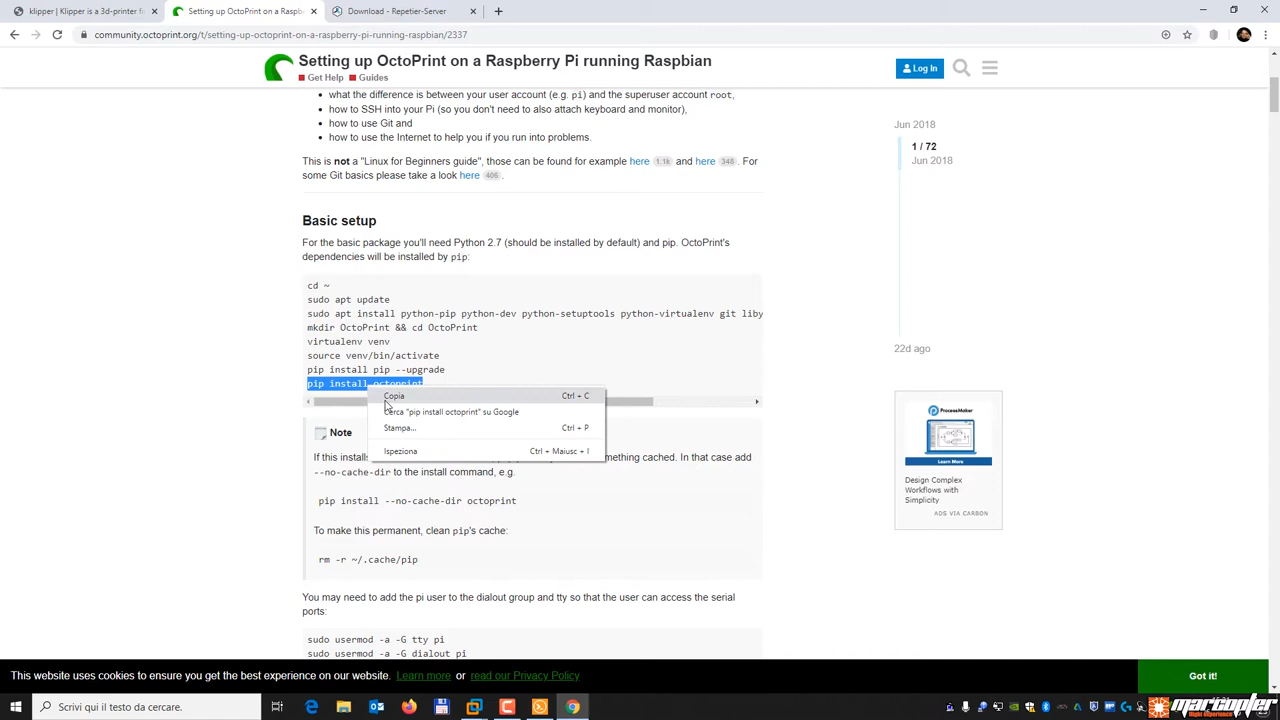 klipper | Klipper is a 3d-printer f
Setting up OctoPrint on a Raspb
Download - Repetier-Server
community.octoprint.org/t/setting-up-octoprint-on-a-raspberry-pi-running-raspbian/2337
Setting up OctoPrint on a Raspberry Pi running Raspbian
Get Help Guides
Log In
what the difference is between your user account (e.g. pi) and the superuser account root,
how to SSH into your Pi (so you don't need to also attach keyboard and monitor),
how to use Git and
how to use the Internet to help you if you run into problems.
This is not a "Linux for Beginners guide", those can be found for example here 1.1k and here 348. For
some Git basics please take a look here 406.
Jun 2018
1 / 72
Jun 2018
22d ago
Basic setup
For the basic package you'll need Python 2.7 (should be installed by default) and pip. OctoPrint's
dependencies will be installed by pip:
cd ~
sudo apt update
sudo apt install python-pip python-dev python-setuptools python-virtualenv git liby
mkdir OctoPrint && cd OctoPrint
virtualenv venv
source venv/bin/activate
pip install pip --upgrade
pip install octoprint
Copia Ctrl + C
Cerca "pip install octoprint" su Google
Stampa... Ctrl + P
Ispeziona Ctrl + Maiusc + I
Note
If this installs mething cached. In that case add
--no-cache-dir to the install command, e.g.
pip install --no-cache-dir octoprint
To make this permanent, clean pip's cache:
rm -r ~/.cache/pip
You may need to add the pi user to the dialout group and tty so that the user can access the serial
ports:
sudo usermod -a -G tty pi
sudo usermod -a -G dialout pi
ProcessMaker
Learn More
Design Complex
Workflows with
Simplicity
ADS VIA CARBON
This website uses cookies to ensure you get the best experience on our website. Learn more or read our Privacy Policy
Got it!
Scrivi qui il testo da cercare.
marcopter